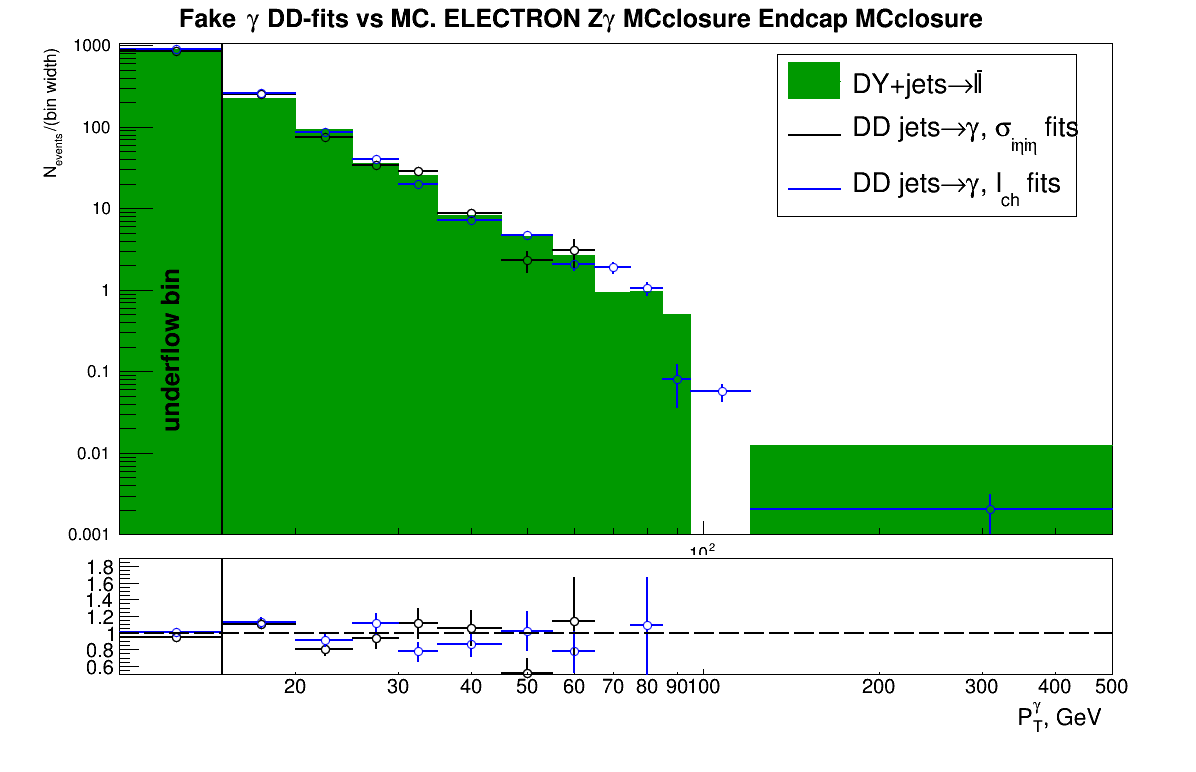 Fake γ DD-fits vs MC. ELECTRON Zγ MCclosure Endcap MCclosure
N_events /(bin width)
1000
100
10
1
0.1
0.01
0.001
underflow bin
DY+jets→ll̄
DD jets→γ, σ_iηiη fits
DD jets→γ, I_ch fits
10²
1.8
1.6
1.4
1.2
1
0.8
0.6
20 30 40 50 60 70 80 90 100 200 300 400 500
P_T^γ, GeV